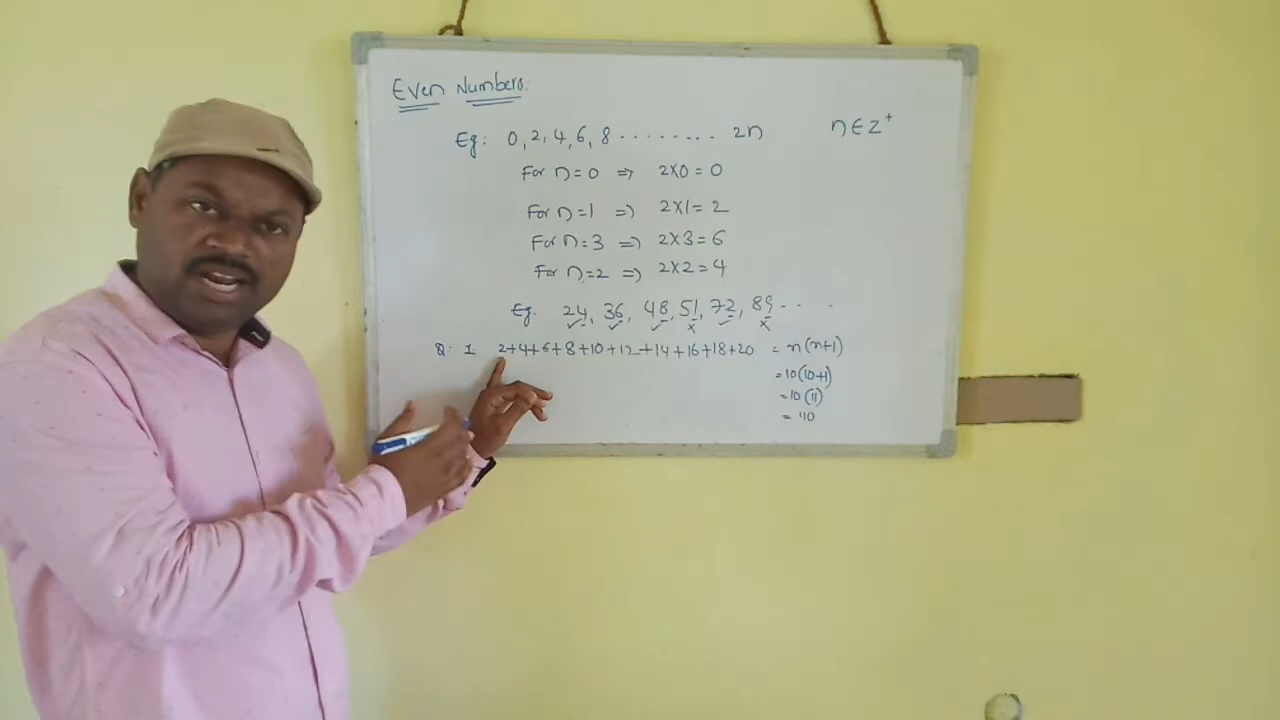 Even Numbers:
Eg: 0, 2, 4, 6, 8 ........ 2n n∈Z⁺
For n=0 => 2×0=0
For n=1 => 2×1=2
For n=3 => 2×3=6
For n=2 => 2×2=4
Eg. 24, 36, 48, 51, 72, 89 - - -
Q: 1 2+4+6+8+10+12+14+16+18+20 = n(n+1)
=10(10+1)
=10(11)
= 110